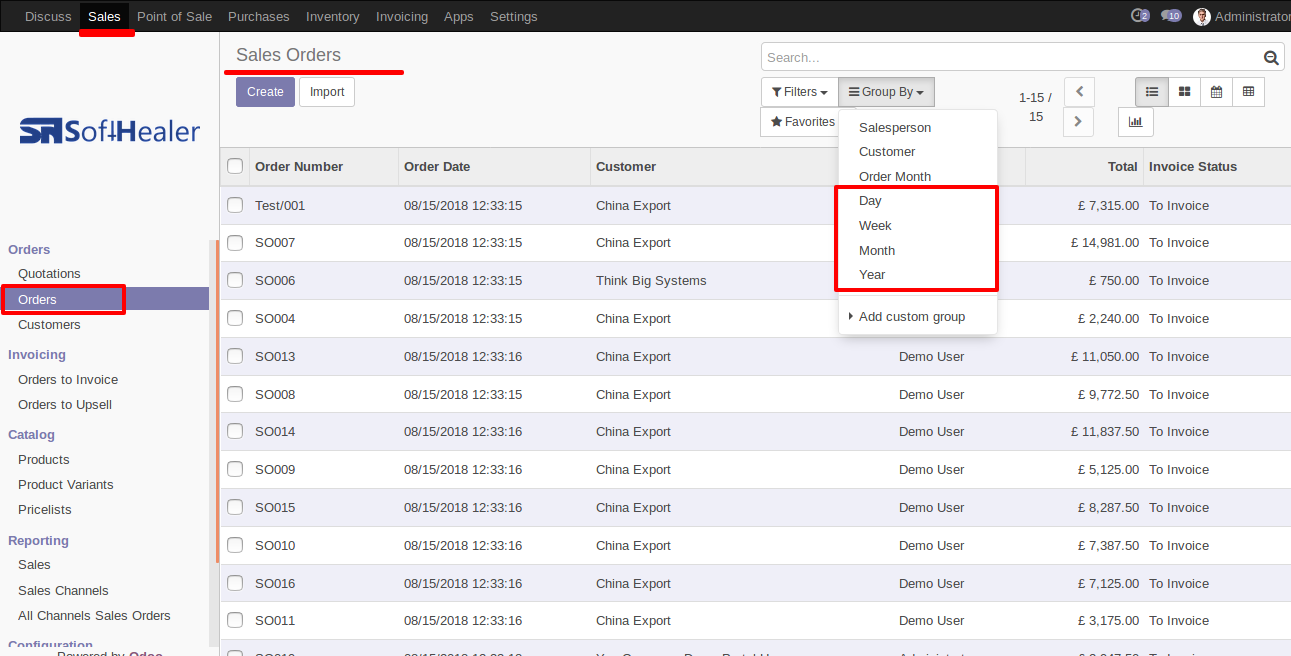 Discuss Sales Point of Sale Purchases Inventory Invoicing Apps Settings 2 10 Administrator
Sales Orders
Search...
Create Import
Filters Group By
1-15 / 15
Favorites
Salesperson
Customer
Order Month
Day
Week
Month
Year
Add custom group
SoftHealer
Orders
Quotations
Orders
Customers
Invoicing
Orders to Invoice
Orders to Upsell
Catalog
Products
Product Variants
Pricelists
Reporting
Sales
Sales Channels
All Channels Sales Orders
Configuration
Powered by Odoo
Order Number Order Date Customer Total Invoice Status
Test/001 08/15/2018 12:33:15 China Export £ 7,315.00 To Invoice
SO007 08/15/2018 12:33:15 China Export £ 14,981.00 To Invoice
SO006 08/15/2018 12:33:15 Think Big Systems £ 750.00 To Invoice
SO004 08/15/2018 12:33:15 China Export £ 2,240.00 To Invoice
SO013 08/15/2018 12:33:15 China Export Demo User £ 11,050.00 To Invoice
SO008 08/15/2018 12:33:15 China Export Demo User £ 9,772.50 To Invoice
SO014 08/15/2018 12:33:16 China Export Demo User £ 11,837.50 To Invoice
SO009 08/15/2018 12:33:16 China Export Demo User £ 5,125.00 To Invoice
SO015 08/15/2018 12:33:16 China Export Demo User £ 8,287.50 To Invoice
SO010 08/15/2018 12:33:16 China Export Demo User £ 7,387.50 To Invoice
SO016 08/15/2018 12:33:16 China Export Demo User £ 7,125.00 To Invoice
SO011 08/15/2018 12:33:16 China Export Demo User £ 3,175.00 To Invoice